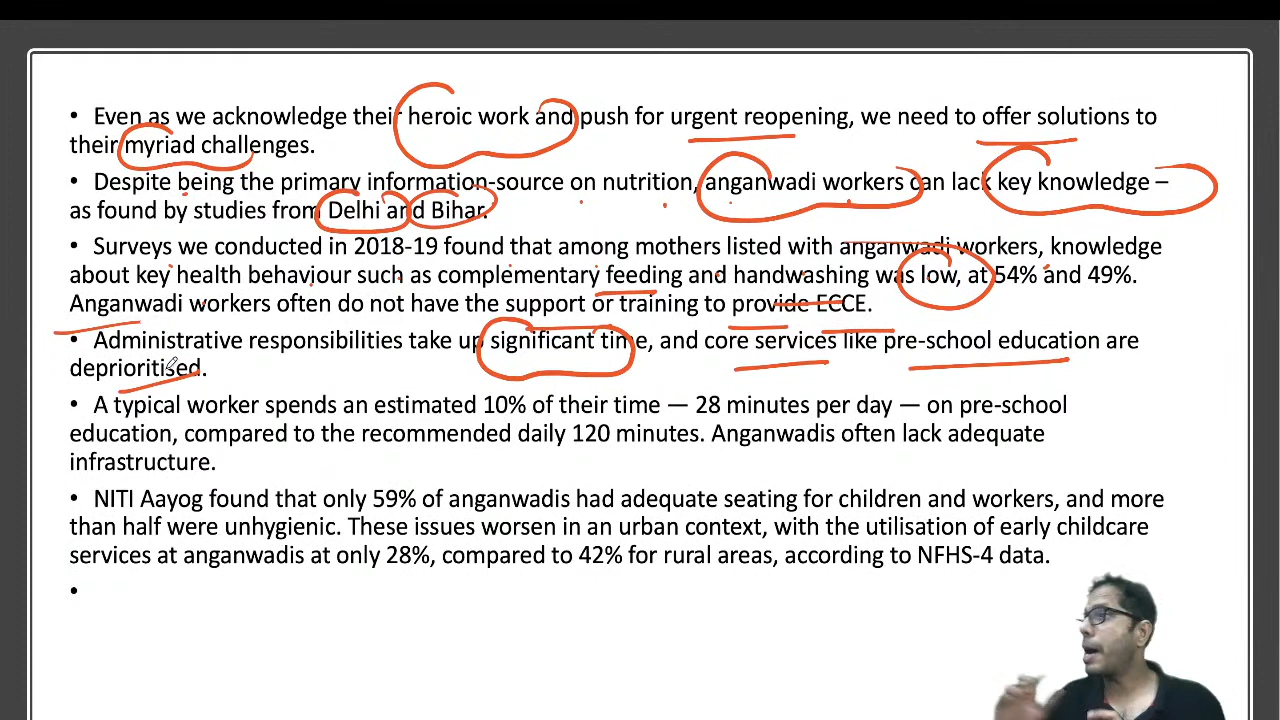 • Even as we acknowledge their heroic work and push for urgent reopening, we need to offer solutions to
their myriad challenges.
• Despite being the primary information-source on nutrition, anganwadi workers can lack key knowledge –
as found by studies from Delhi and Bihar.
• Surveys we conducted in 2018-19 found that among mothers listed with anganwadi workers, knowledge
about key health behaviour such as complementary feeding and handwashing was low, at 54% and 49%.
Anganwadi workers often do not have the support or training to provide ECCE.
• Administrative responsibilities take up significant time, and core services like pre-school education are
deprioritised.
• A typical worker spends an estimated 10% of their time — 28 minutes per day — on pre-school
education, compared to the recommended daily 120 minutes. Anganwadis often lack adequate
infrastructure.
• NITI Aayog found that only 59% of anganwadis had adequate seating for children and workers, and more
than half were unhygienic. These issues worsen in an urban context, with the utilisation of early childcare
services at anganwadis at only 28%, compared to 42% for rural areas, according to NFHS-4 data.
•